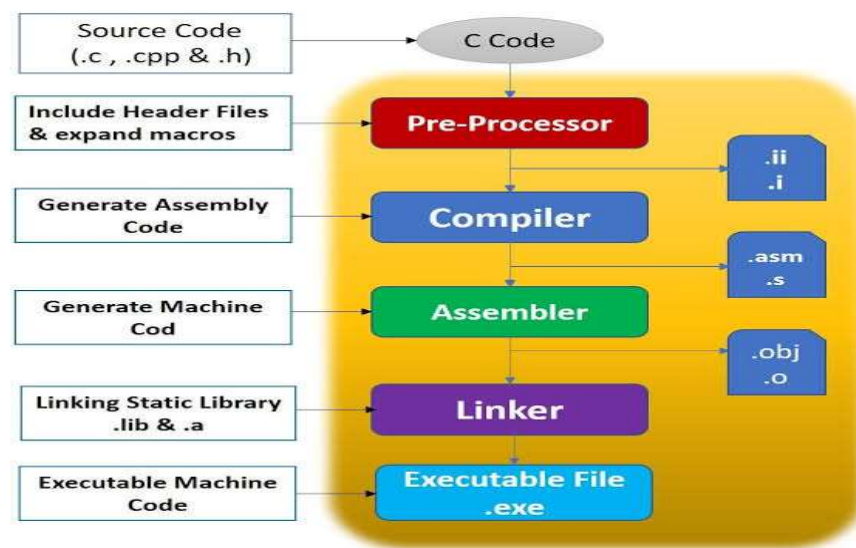 Source Code
(.c , .cpp & .h)
C Code
Include Header Files
& expand macros
Pre-Processor
.ii
.i
Generate Assembly
Code
Compiler
.asm
.s
Generate Machine
Cod
Assembler
.obj
.o
Linking Static Library
.lib & .a
Linker
Executable Machine
Code
Executable File
.exe